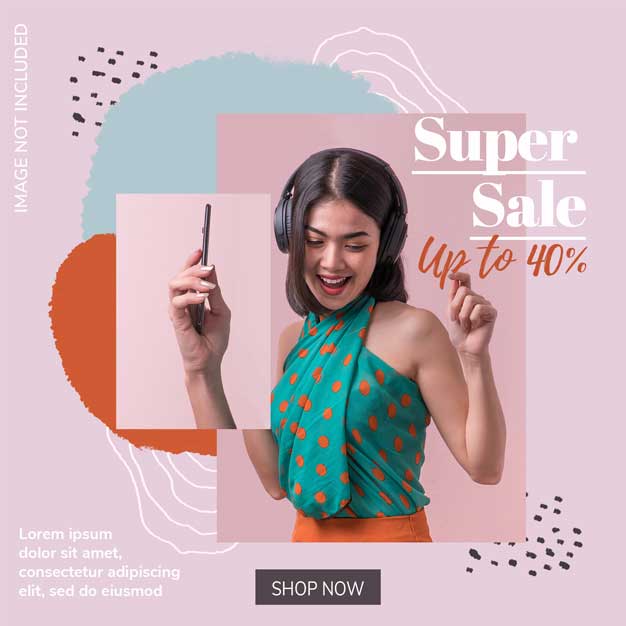 IMAGE NOT INCLUDED
Super
Sale
Up to 40%
Lorem ipsum
dolor sit amet,
consectetur adipiscing
elit, sed do eiusmod
SHOP NOW